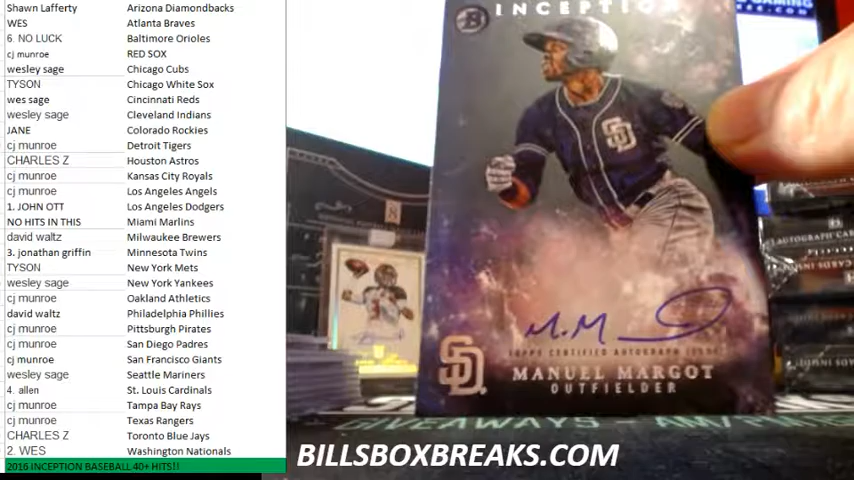 Shawn Lafferty Arizona Diamondbacks
WES Atlanta Braves
6. NO LUCK Baltimore Orioles
cj munroe RED SOX
wesley sage Chicago Cubs
TYSON Chicago White Sox
wes sage Cincinnati Reds
wesley sage Cleveland Indians
JANE Colorado Rockies
cj munroe Detroit Tigers
CHARLES Z Houston Astros
cj munroe Kansas City Royals
cj munroe Los Angeles Angels
1. JOHN OTT Los Angeles Dodgers
NO HITS IN THIS Miami Marlins
david waltz Milwaukee Brewers
3. jonathan griffin Minnesota Twins
TYSON New York Mets
wesley sage New York Yankees
cj munroe Oakland Athletics
david waltz Philadelphia Phillies
cj munroe Pittsburgh Pirates
cj munroe San Diego Padres
cj munroe San Francisco Giants
wesley sage Seattle Mariners
4. allen St. Louis Cardinals
cj munroe Tampa Bay Rays
cj munroe Texas Rangers
CHARLES Z Toronto Blue Jays
2. WES Washington Nationals
2016 INCEPTION BASEBALL 40+ HITS!!
INCEPTION
B
SD
M.M
TOPPS CERTIFIED AUTOGRAPH ISSUE
SD
MANUEL MARGOT
OUTFIELDER
GIVEAWAYS
BILLSBOXBREAKS.COM